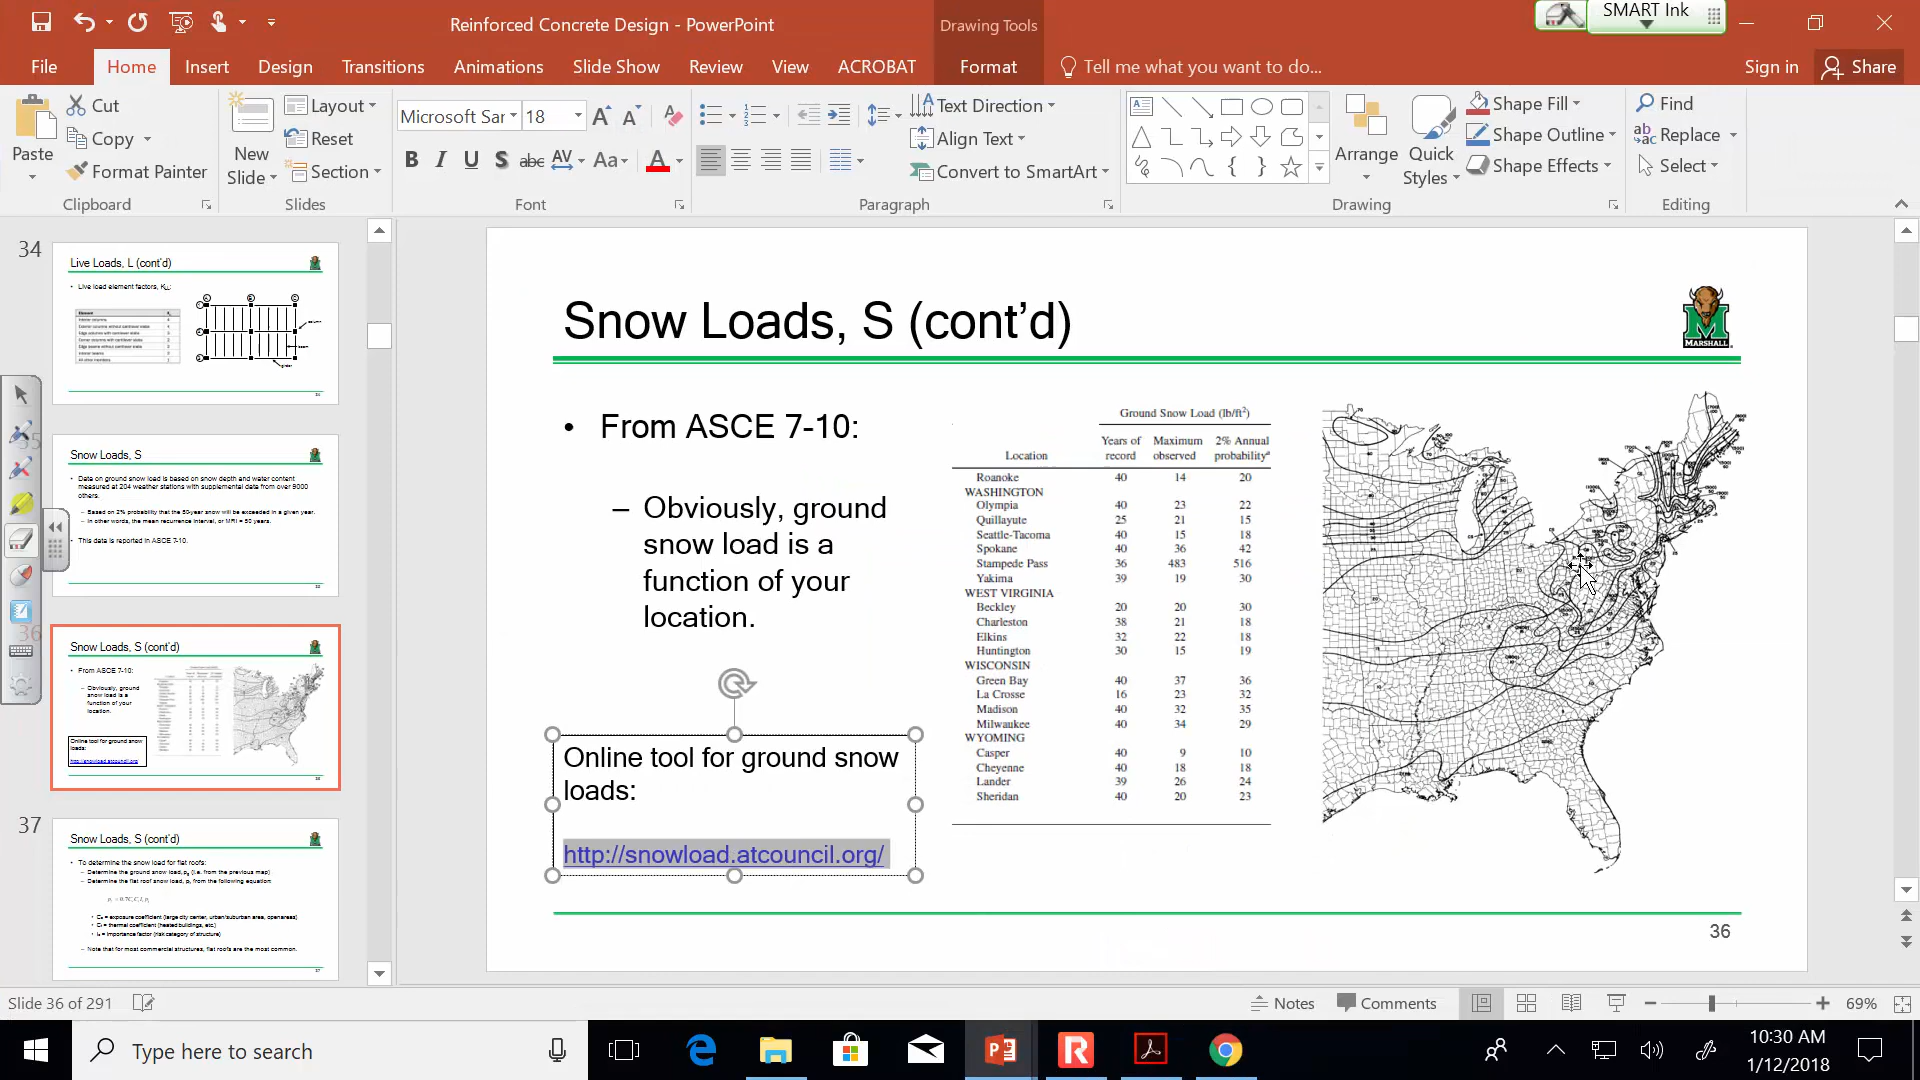 Reinforced Concrete Design - PowerPoint
Drawing Tools
SMART Ink
File Home Insert Design Transitions Animations Slide Show Review View ACROBAT Format Tell me what you want to do... Sign in Share
Paste
Cut
Copy
Format Painter
Clipboard
New Slide
Layout
Reset
Section
Slides
Microsoft Sar 18
B I U S abc AV Aa A
Font
Text Direction
Align Text
Convert to SmartArt
Paragraph
Arrange
Quick Styles
Shape Fill
Shape Outline
Shape Effects
Drawing
Find
Replace
Select
Editing
34
Live Loads, L (cont'd)
• Live load element factors, KLL:
35
Snow Loads, S
• Data on ground snow load is based on snow depth and water content
measured at 204 weather stations with supplemental data from over 9000
others.
– Based on 2% probability that the 50-year snow will be exceeded in a given year.
– In other words, the mean recurrence interval, or MRI = 50 years.
• This data is reported in ASCE 7-10.
36
Snow Loads, S (cont'd)
• From ASCE 7-10:
– Obviously, ground
snow load is a
function of your
location.
Online tool for ground snow
loads:
http://snowload.atcouncil.org
37
Snow Loads, S (cont'd)
• To determine the snow load for flat roofs:
– Determine the ground snow load, pg (i.e. from the previous map)
– Determine the flat roof snow load, pf from the following equation:
• Ce = exposure coefficient (large city center, urban/suburban area, open areas)
• Ct = thermal coefficient (heated buildings, etc.)
• Is = importance factor (risk category of structure)
– Note that for most commercial structures, flat roofs are the most common.
37
Snow Loads, S (cont’d)
MARSHALL
• From ASCE 7-10:
– Obviously, ground
snow load is a
function of your
location.
Online tool for ground snow
loads:
http://snowload.atcouncil.org/
Ground Snow Load (lb/ft²)
Location Years of record Maximum observed 2% Annual probabilityᵃ
Roanoke 40 14 20
WASHINGTON
Olympia 40 23 22
Quillayute 25 21 15
Seattle-Tacoma 40 15 18
Spokane 40 36 42
Stampede Pass 36 483 516
Yakima 39 19 30
WEST VIRGINIA
Beckley 20 20 30
Charleston 38 21 18
Elkins 32 22 18
Huntington 30 15 19
WISCONSIN
Green Bay 40 37 36
La Crosse 16 23 32
Madison 40 32 35
Milwaukee 40 34 29
WYOMING
Casper 40 9 10
Cheyenne 40 18 18
Lander 39 26 24
Sheridan 40 20 23
36
Slide 36 of 291
Notes Comments 69%
Type here to search
10:30 AM
1/12/2018